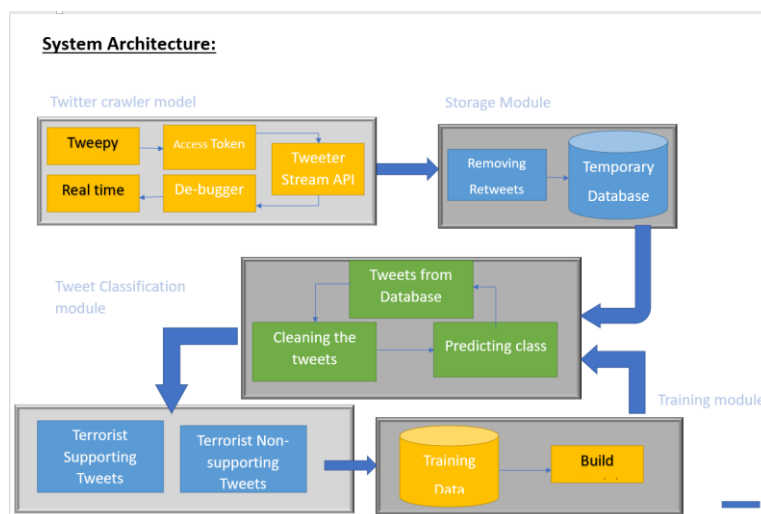 System Architecture:
Twitter crawler model
Storage Module
Tweepy
Access Token
Tweeter
Stream API
Real time
De-bugger
Removing
Retweets
Temporary
Database
Tweet Classification
module
Tweets from
Database
Cleaning the
tweets
Predicting class
Training module
Terrorist
Supporting
Tweets
Terrorist Non-
supporting
Tweets
Training
Data
Build